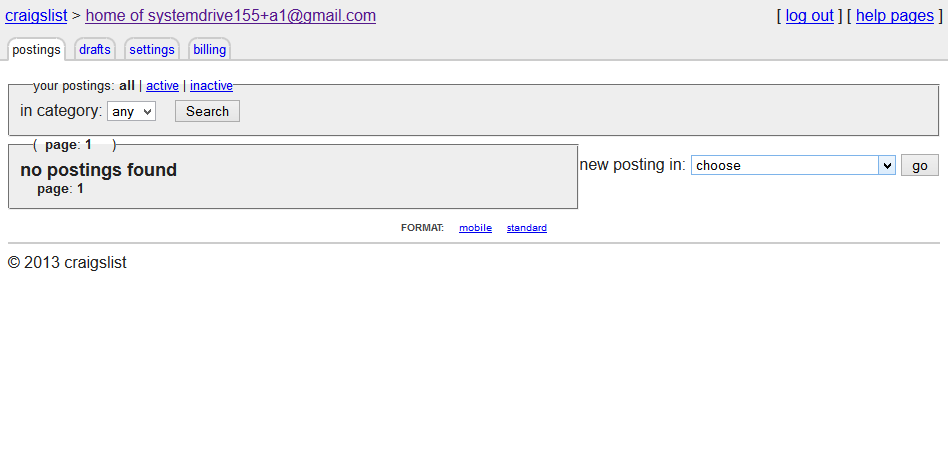 craigslist > home of systemdrive155+a1@gmail.com [ log out ] [ help pages ]
postings drafts settings billing
your postings: all | active | inactive
in category: any Search
( page: 1 )
no postings found
page: 1
new posting in: choose go
FORMAT: mobile standard
© 2013 craigslist